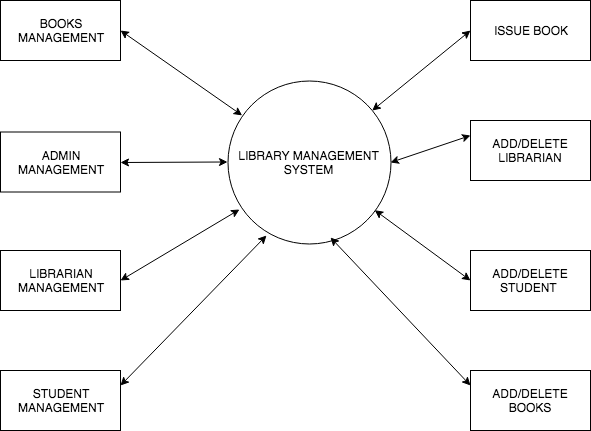 BOOKS
MANAGEMENT
ISSUE BOOK
ADMIN
MANAGEMENT
LIBRARY MANAGEMENT
SYSTEM
ADD/DELETE
LIBRARIAN
LIBRARIAN
MANAGEMENT
ADD/DELETE
STUDENT
STUDENT
MANAGEMENT
ADD/DELETE
BOOKS